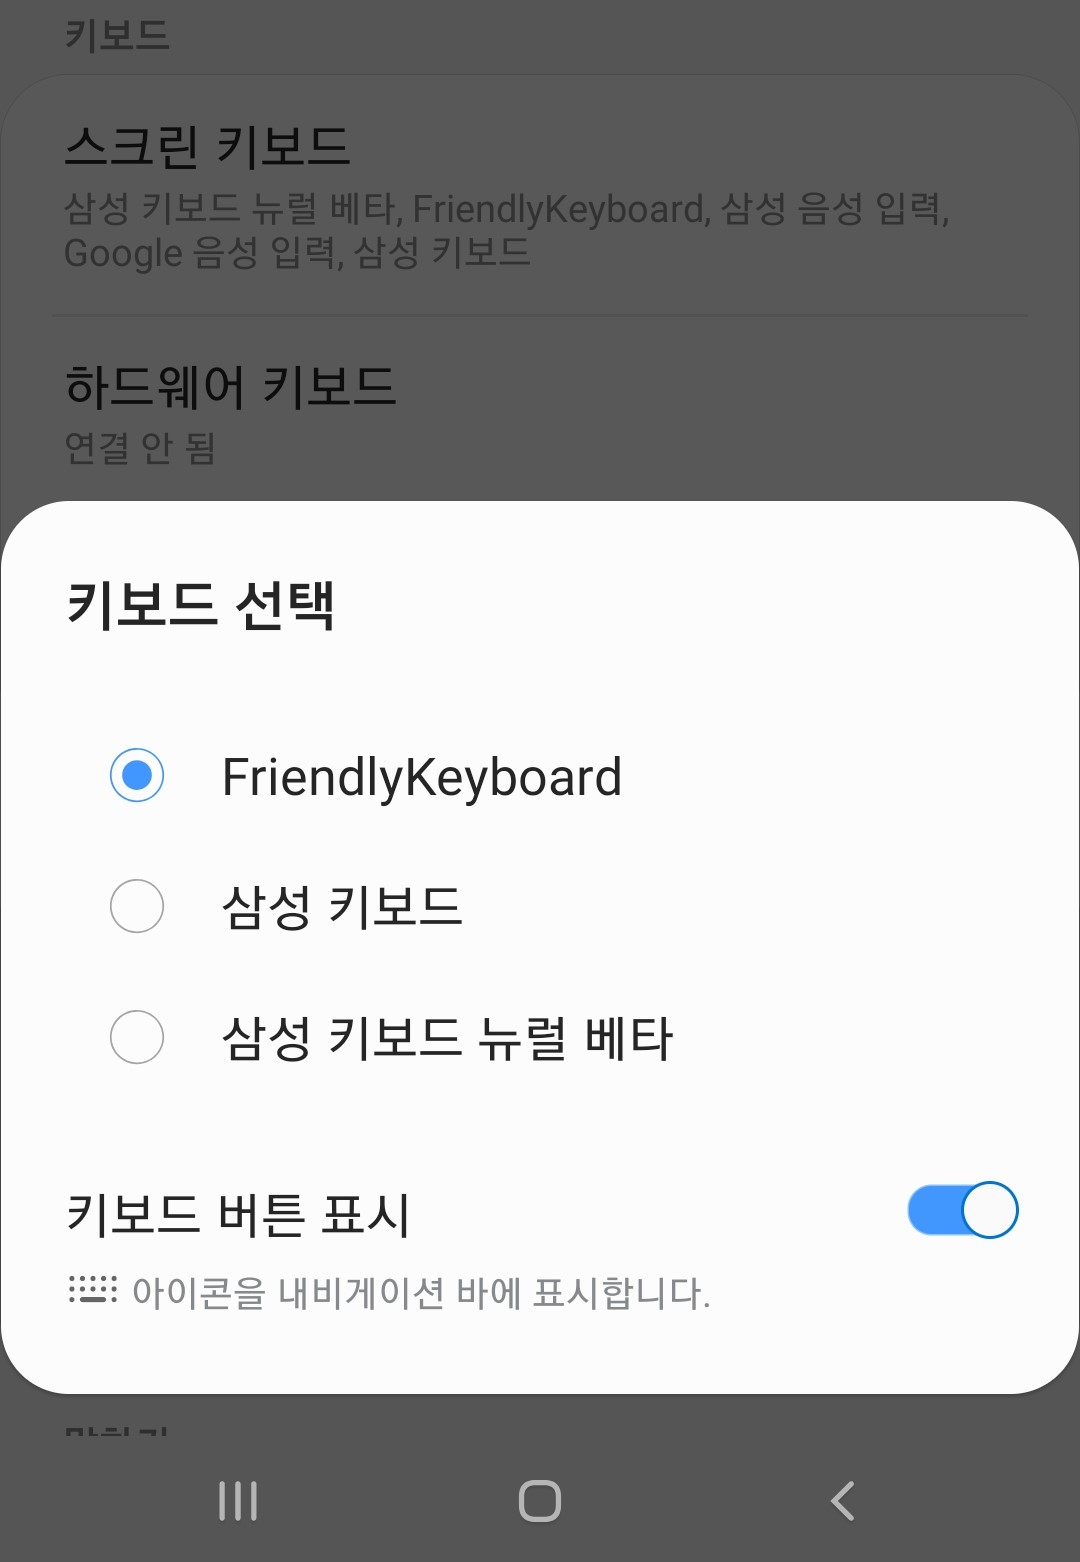 키보드
스크린 키보드
삼성 키보드 뉴럴 베타, FriendlyKeyboard, 삼성 음성 입력,
Google 음성 입력, 삼성 키보드
하드웨어 키보드
연결 안 됨
키보드 선택
FriendlyKeyboard
삼성 키보드
삼성 키보드 뉴럴 베타
키보드 버튼 표시
아이콘을 내비게이션 바에 표시합니다.